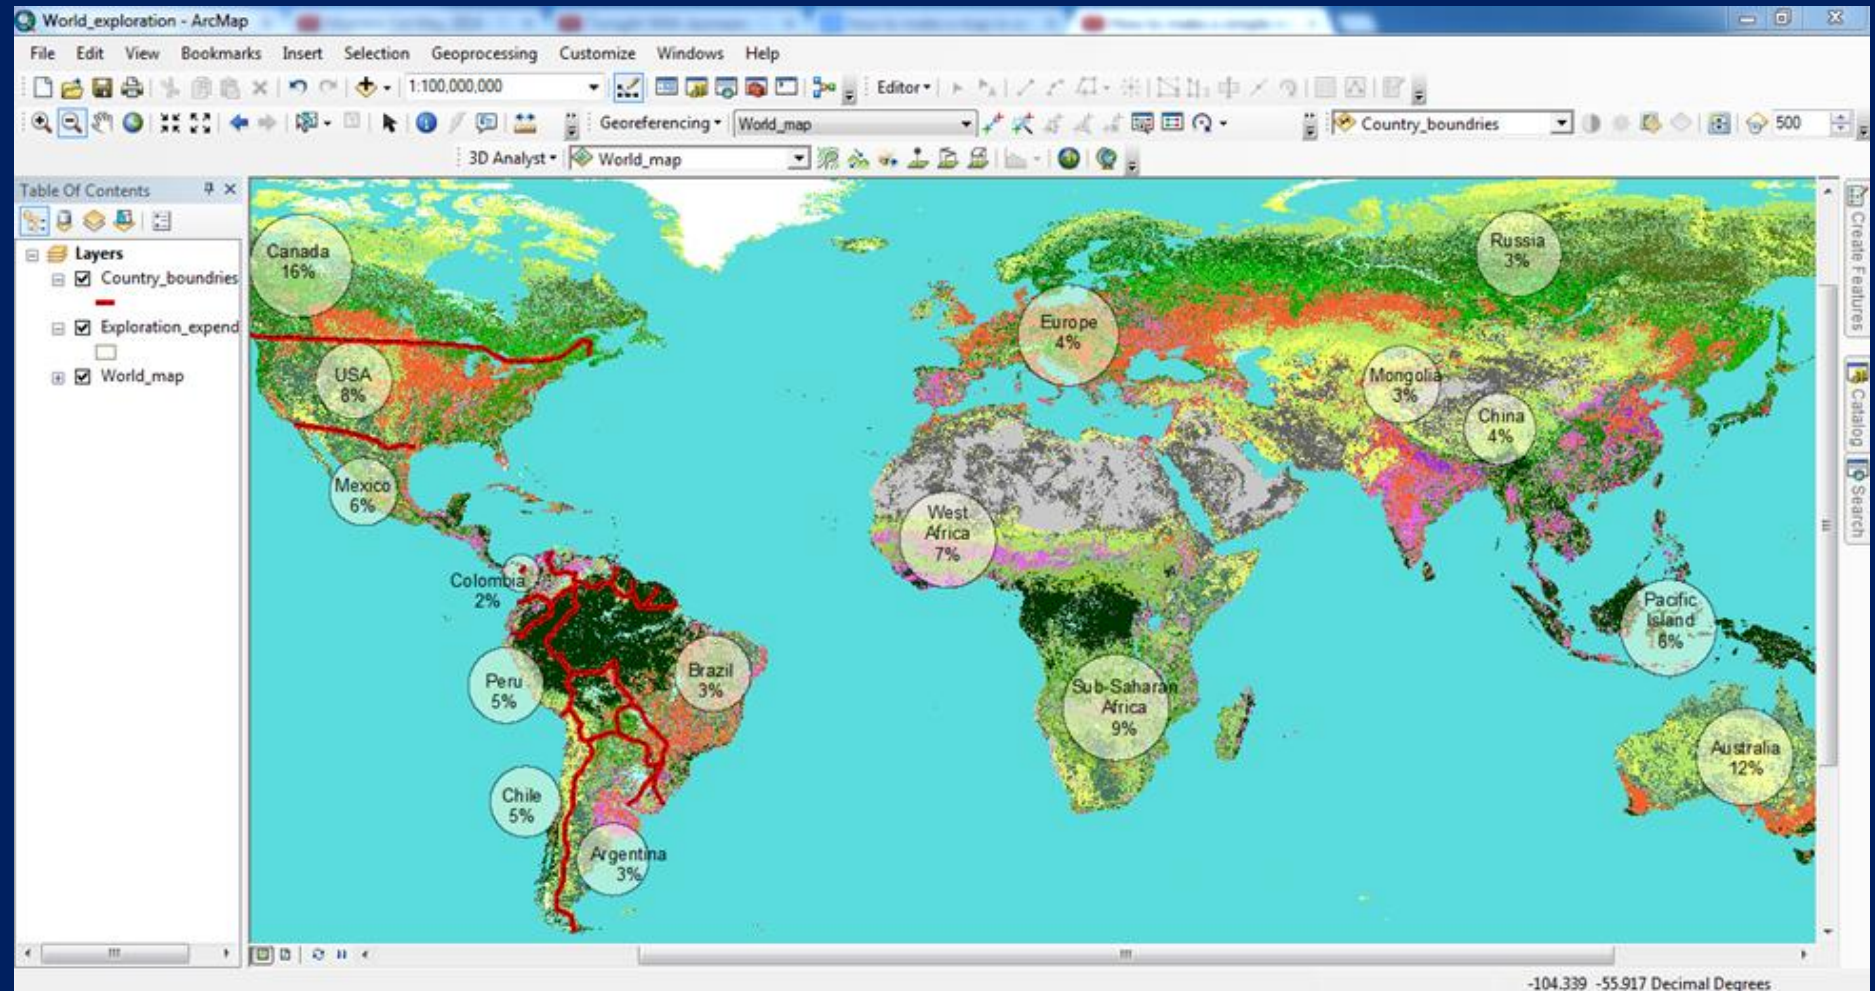 World_exploration - ArcMap
File Edit View Bookmarks Insert Selection Geoprocessing Customize Windows Help
1:100,000,000
Editor
Georeferencing World_map
Country_boundries
500
3D Analyst World_map
Table Of Contents
Layers
Country_boundries
Exploration_expend
World_map
Canada
16%
USA
8%
Mexico
6%
Colombia
2%
Peru
5%
Brazil
3%
Chile
5%
Argentina
3%
Europe
4%
West
Africa
7%
Sub-Saharan
Africa
9%
Russia
3%
Mongolia
3%
China
4%
Pacific
Island
6%
Australia
12%
Create Features
Catalog
Search
-104.339 -55.917 Decimal Degrees